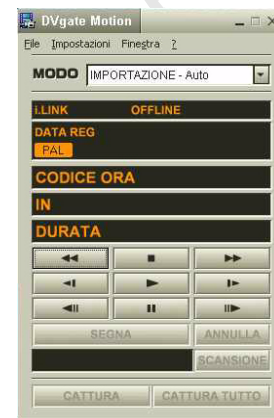 DVgate Motion
File Impostazioni Finestra ?
MODO IMPORTAZIONE - Auto
i.LINK OFFLINE
DATA REG
PAL
CODICE ORA
IN
DURATA
SEGNA ANNULLA
SCANSIONE
CATTURA CATTURA TUTTO